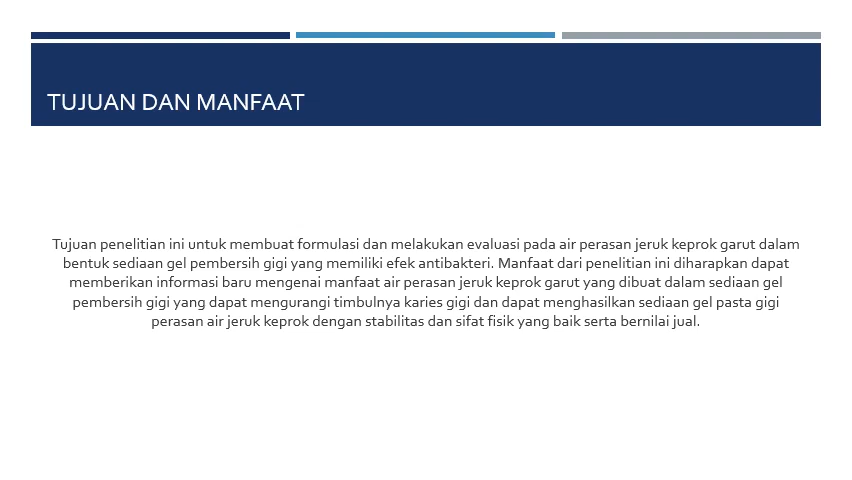 TUJUAN DAN MANFAAT
Tujuan penelitian ini untuk membuat formulasi dan melakukan evaluasi pada air perasan jeruk keprok garut dalam
bentuk sediaan gel pembersih gigi yang memiliki efek antibakteri. Manfaat dari penelitian ini diharapkan dapat
memberikan informasi baru mengenai manfaat air perasan jeruk keprok garut yang dibuat dalam sediaan gel
pembersih gigi yang dapat mengurangi timbulnya karies gigi dan dapat menghasilkan sediaan gel pasta gigi
perasan air jeruk keprok dengan stabilitas dan sifat fisik yang baik serta bernilai jual.